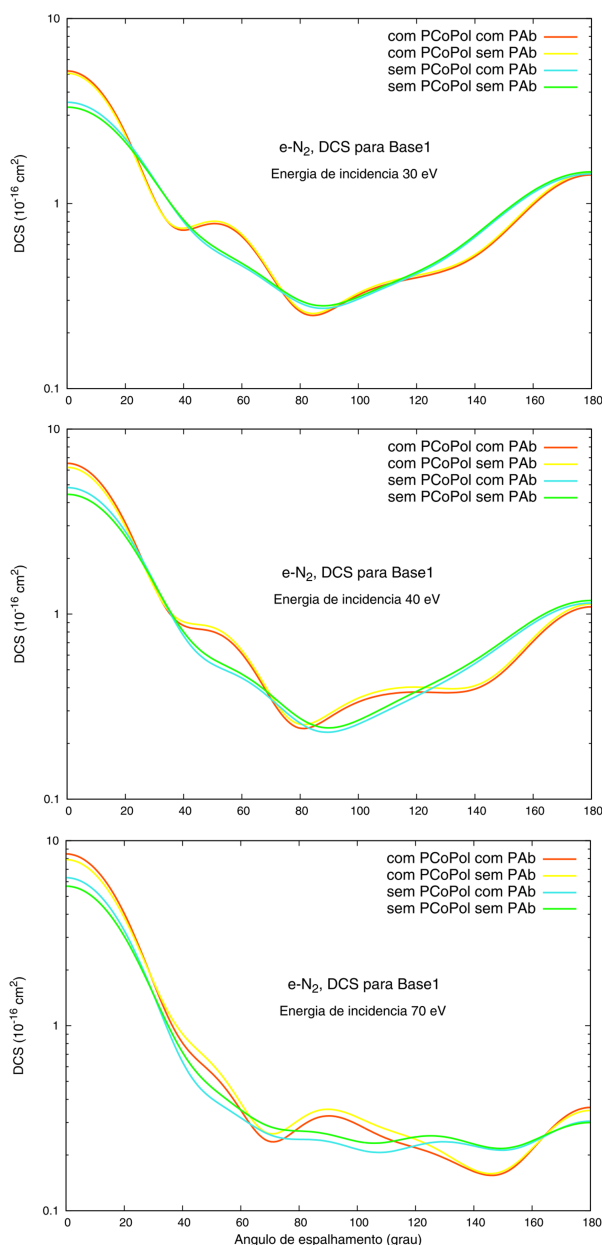 10
com PCoPol com PAb
com PCoPol sem PAb
sem PCoPol com PAb
sem PCoPol sem PAb
e-N2, DCS para Base1
Energia de incidencia 30 eV
DCS (10-16 cm2)
1
0.1
0 20 40 60 80 100 120 140 160 180
10
com PCoPol com PAb
com PCoPol sem PAb
sem PCoPol com PAb
sem PCoPol sem PAb
e-N2, DCS para Base1
Energia de incidencia 40 eV
DCS (10-16 cm2)
1
0.1
0 20 40 60 80 100 120 140 160 180
10
com PCoPol com PAb
com PCoPol sem PAb
sem PCoPol com PAb
sem PCoPol sem PAb
e-N2, DCS para Base1
Energia de incidencia 70 eV
DCS (10-16 cm2)
1
0.1
0 20 40 60 80 100 120 140 160 180
Angulo de espalhamento (grau)